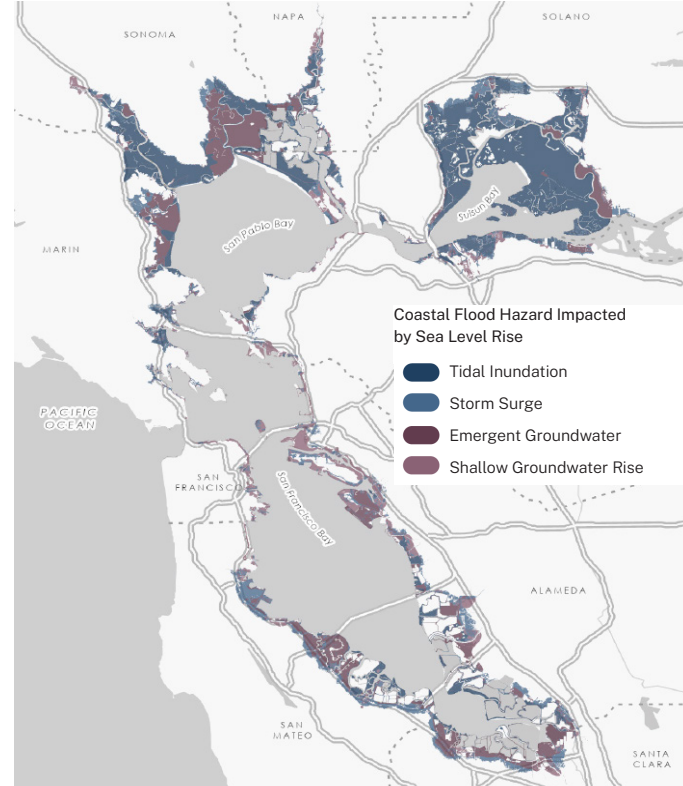 NAPA
SOLANO
SONOMA
San Pablo Bay
Suisun Bay
MARIN
Coastal Flood Hazard Impacted
by Sea Level Rise
Tidal Inundation
Storm Surge
Emergent Groundwater
Shallow Groundwater Rise
PACIFIC
OCEAN
SAN
FRANCISCO
San Francisco Bay
ALAMEDA
SAN
MATEO
SANTA
CLARA